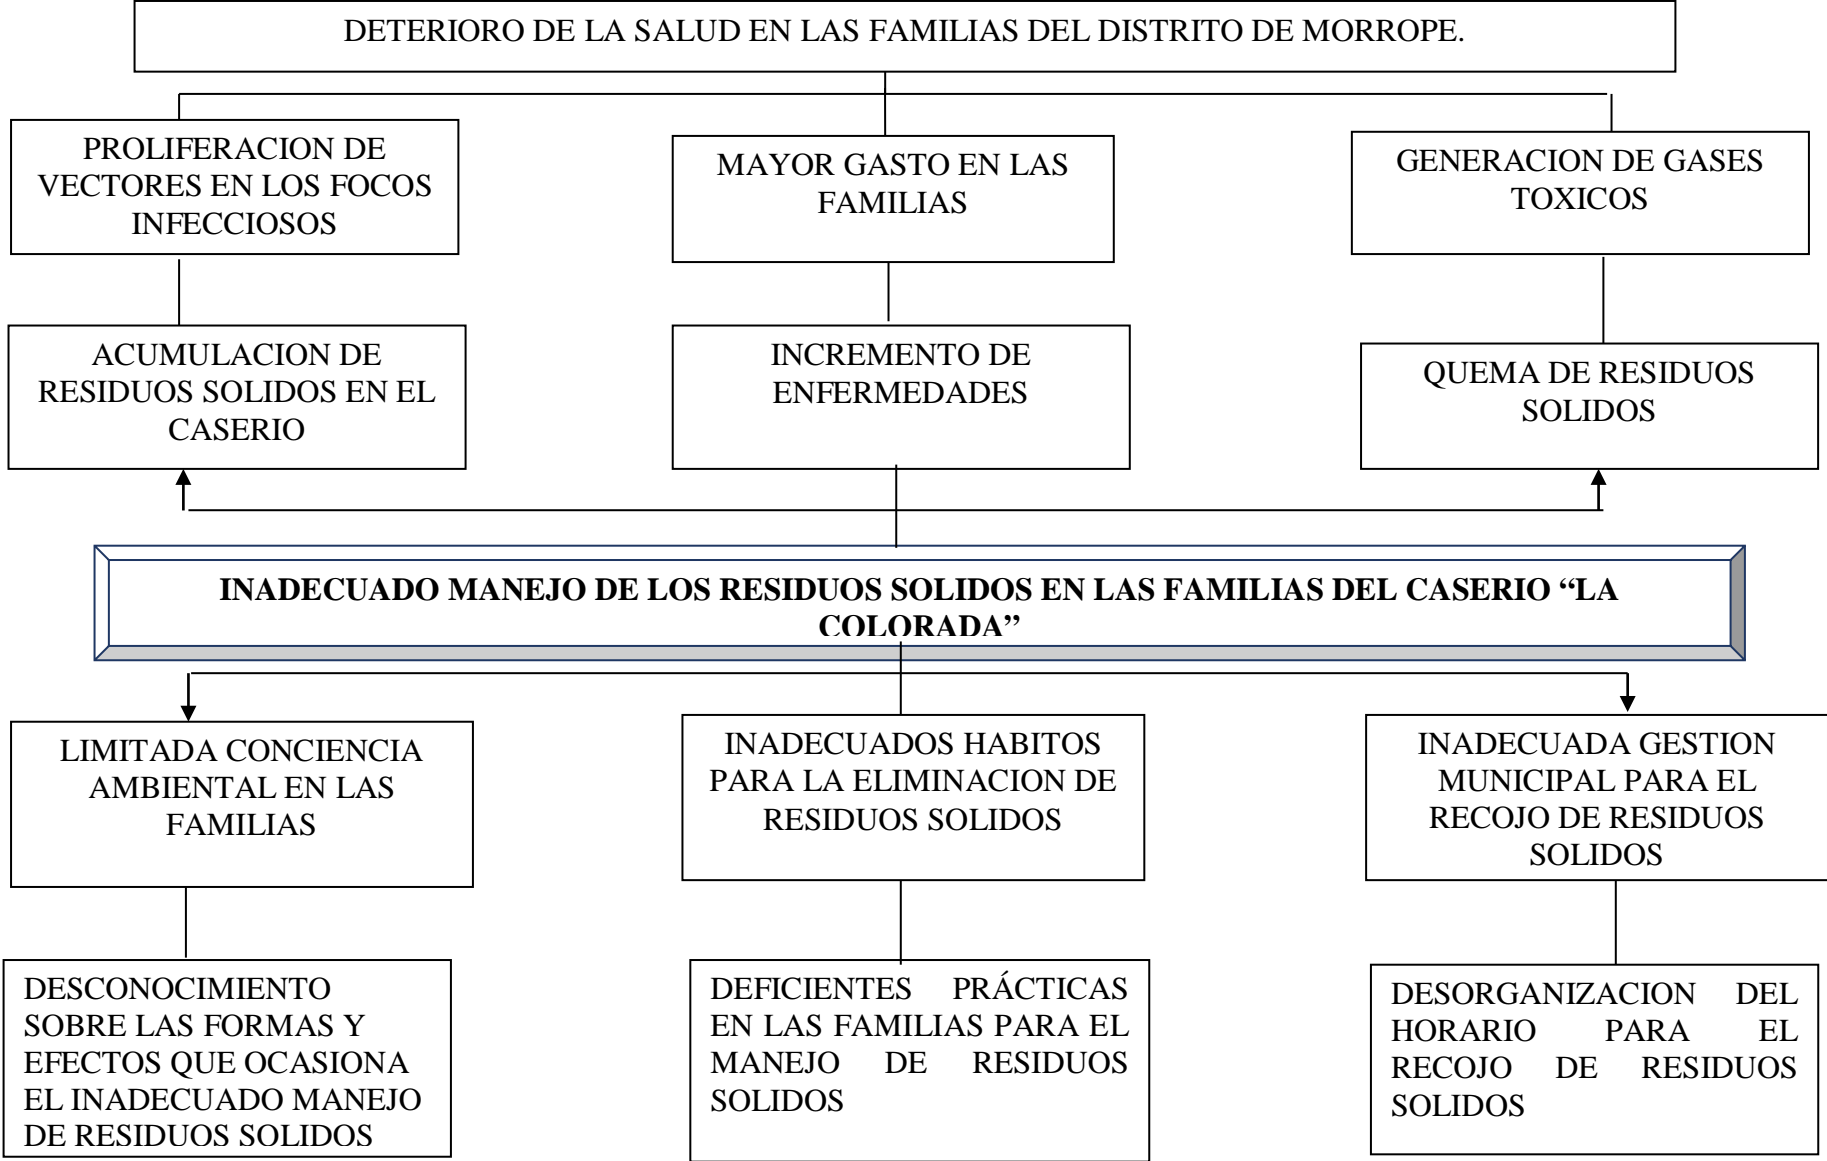 DETERIORO DE LA SALUD EN LAS FAMILIAS DEL DISTRITO DE MORROPE.
PROLIFERACION DE
VECTORES EN LOS FOCOS
INFECCIOSOS
MAYOR GASTO EN LAS
FAMILIAS
GENERACION DE GASES
TOXICOS
ACUMULACION DE
RESIDUOS SOLIDOS EN EL
CASERIO
INCREMENTO DE
ENFERMEDADES
QUEMA DE RESIDUOS
SOLIDOS
INADECUADO MANEJO DE LOS RESIDUOS SOLIDOS EN LAS FAMILIAS DEL CASERIO “LA
COLORADA”
LIMITADA CONCIENCIA
AMBIENTAL EN LAS
FAMILIAS
INADECUADOS HABITOS
PARA LA ELIMINACION DE
RESIDUOS SOLIDOS
INADECUADA GESTION
MUNICIPAL PARA EL
RECOJO DE RESIDUOS
SOLIDOS
DESCONOCIMIENTO
SOBRE LAS FORMAS Y
EFECTOS QUE OCASIONA
EL INADECUADO MANEJO
DE RESIDUOS SOLIDOS
DEFICIENTES PRÁCTICAS
EN LAS FAMILIAS PARA EL
MANEJO DE RESIDUOS
SOLIDOS
DESORGANIZACION DEL
HORARIO PARA EL
RECOJO DE RESIDUOS
SOLIDOS